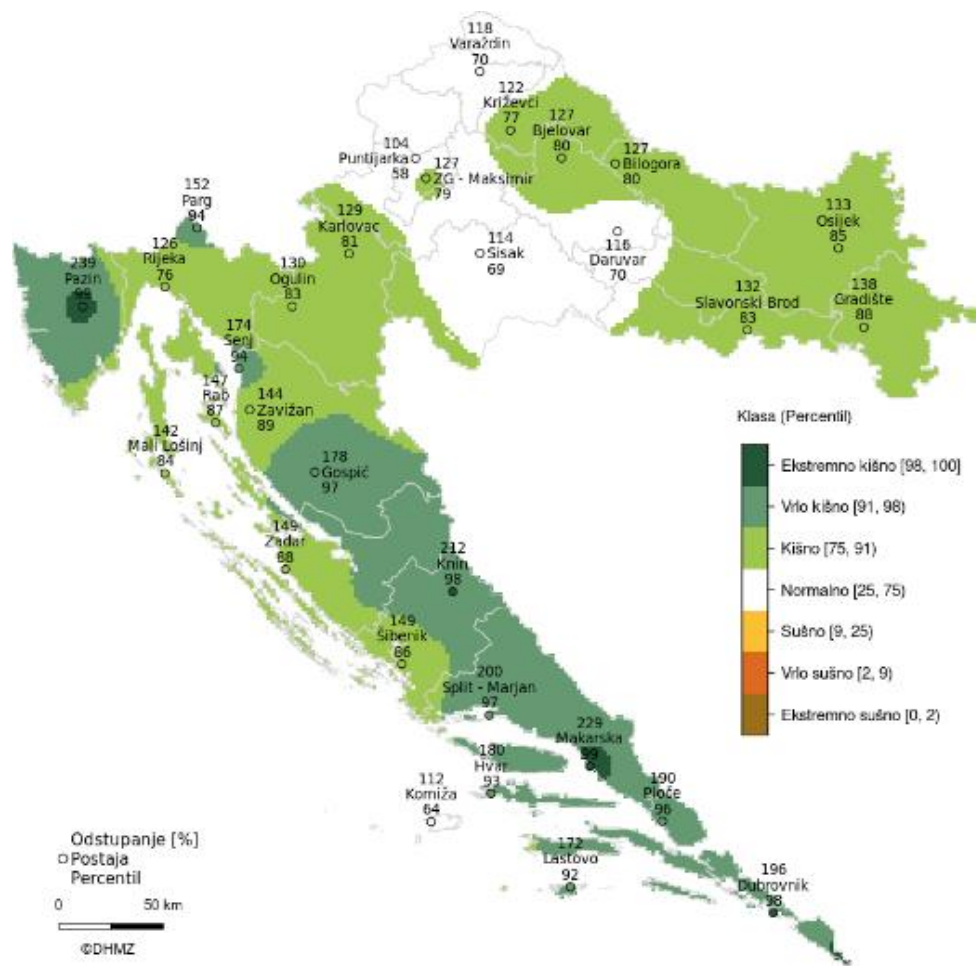 118
Varaždin
70
122
Križevci
77
127
Bjelovar
80
104
Puntijarka
58
127
ZG - Maksimir
79
127
Bilogora
80
152
Parg
94
129
Karlovac
81
133
Osijek
85
126
Rijeka
76
114
Sisak
69
116
Daruvar
70
239
Pazin
99
130
Ogulin
83
132
Slavonski Brod
83
138
Gradište
88
174
Senj
94
147
Rab
87
144
Zavižan
89
142
Mali Lošinj
84
178
Gospić
97
149
Zadar
88
212
Knin
98
149
Šibenik
86
200
Split - Marjan
97
229
Makarska
99
180
Hvar
93
112
Komiža
64
190
Ploče
96
172
Lastovo
92
196
Dubrovnik
98
Klasa (Percentil)
Ekstremno kišno [98, 100]
Vrlo kišno [91, 98)
Kišno [75, 91)
Normalno [25, 75)
Sušno [9, 25)
Vrlo sušno [2, 9)
Ekstremno sušno [0, 2)
Odstupanje [%]
Postaja
Percentil
0 50 km
©DHMZ